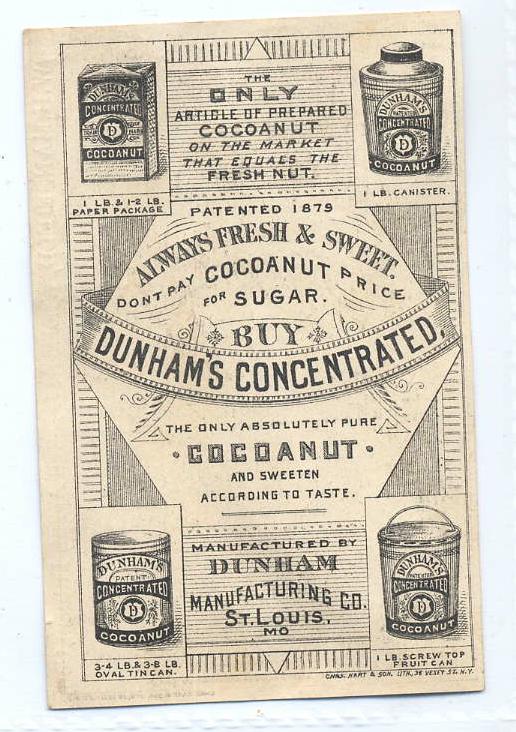 THE
ONLY
ARTICLE OF PREPARED
COCOANUT
ON THE MARKET
THAT EQUALS THE
FRESH NUT.
DUNHAM'S
CONCENTRATED
D
COCOANUT
1 LB. & 1-2 LB.
PAPER PACKAGE
DUNHAM'S
CONCENTRATED
D
COCOANUT
1 LB. CANISTER.
PATENTED 1879
ALWAYS FRESH & SWEET.
DONT PAY COCOANUT PRICE
FOR SUGAR.
BUY
DUNHAM'S CONCENTRATED.
THE ONLY ABSOLUTELY PURE
COCOANUT
AND SWEETEN
ACCORDING TO TASTE.
DUNHAM'S
PATENT
CONCENTRATED
D
COCOANUT
3-4 LB. & 3-8 LB.
OVAL TIN CAN.
MANUFACTURED BY
DUNHAM
MANUFACTURING CO.
ST. LOUIS,
MO
DUNHAM'S
CONCENTRATED
D
COCOANUT
1 LB. SCREW TOP
FRUIT CAN
CHAS. HART & SON, LITH, 36 VESEY ST. N.Y.